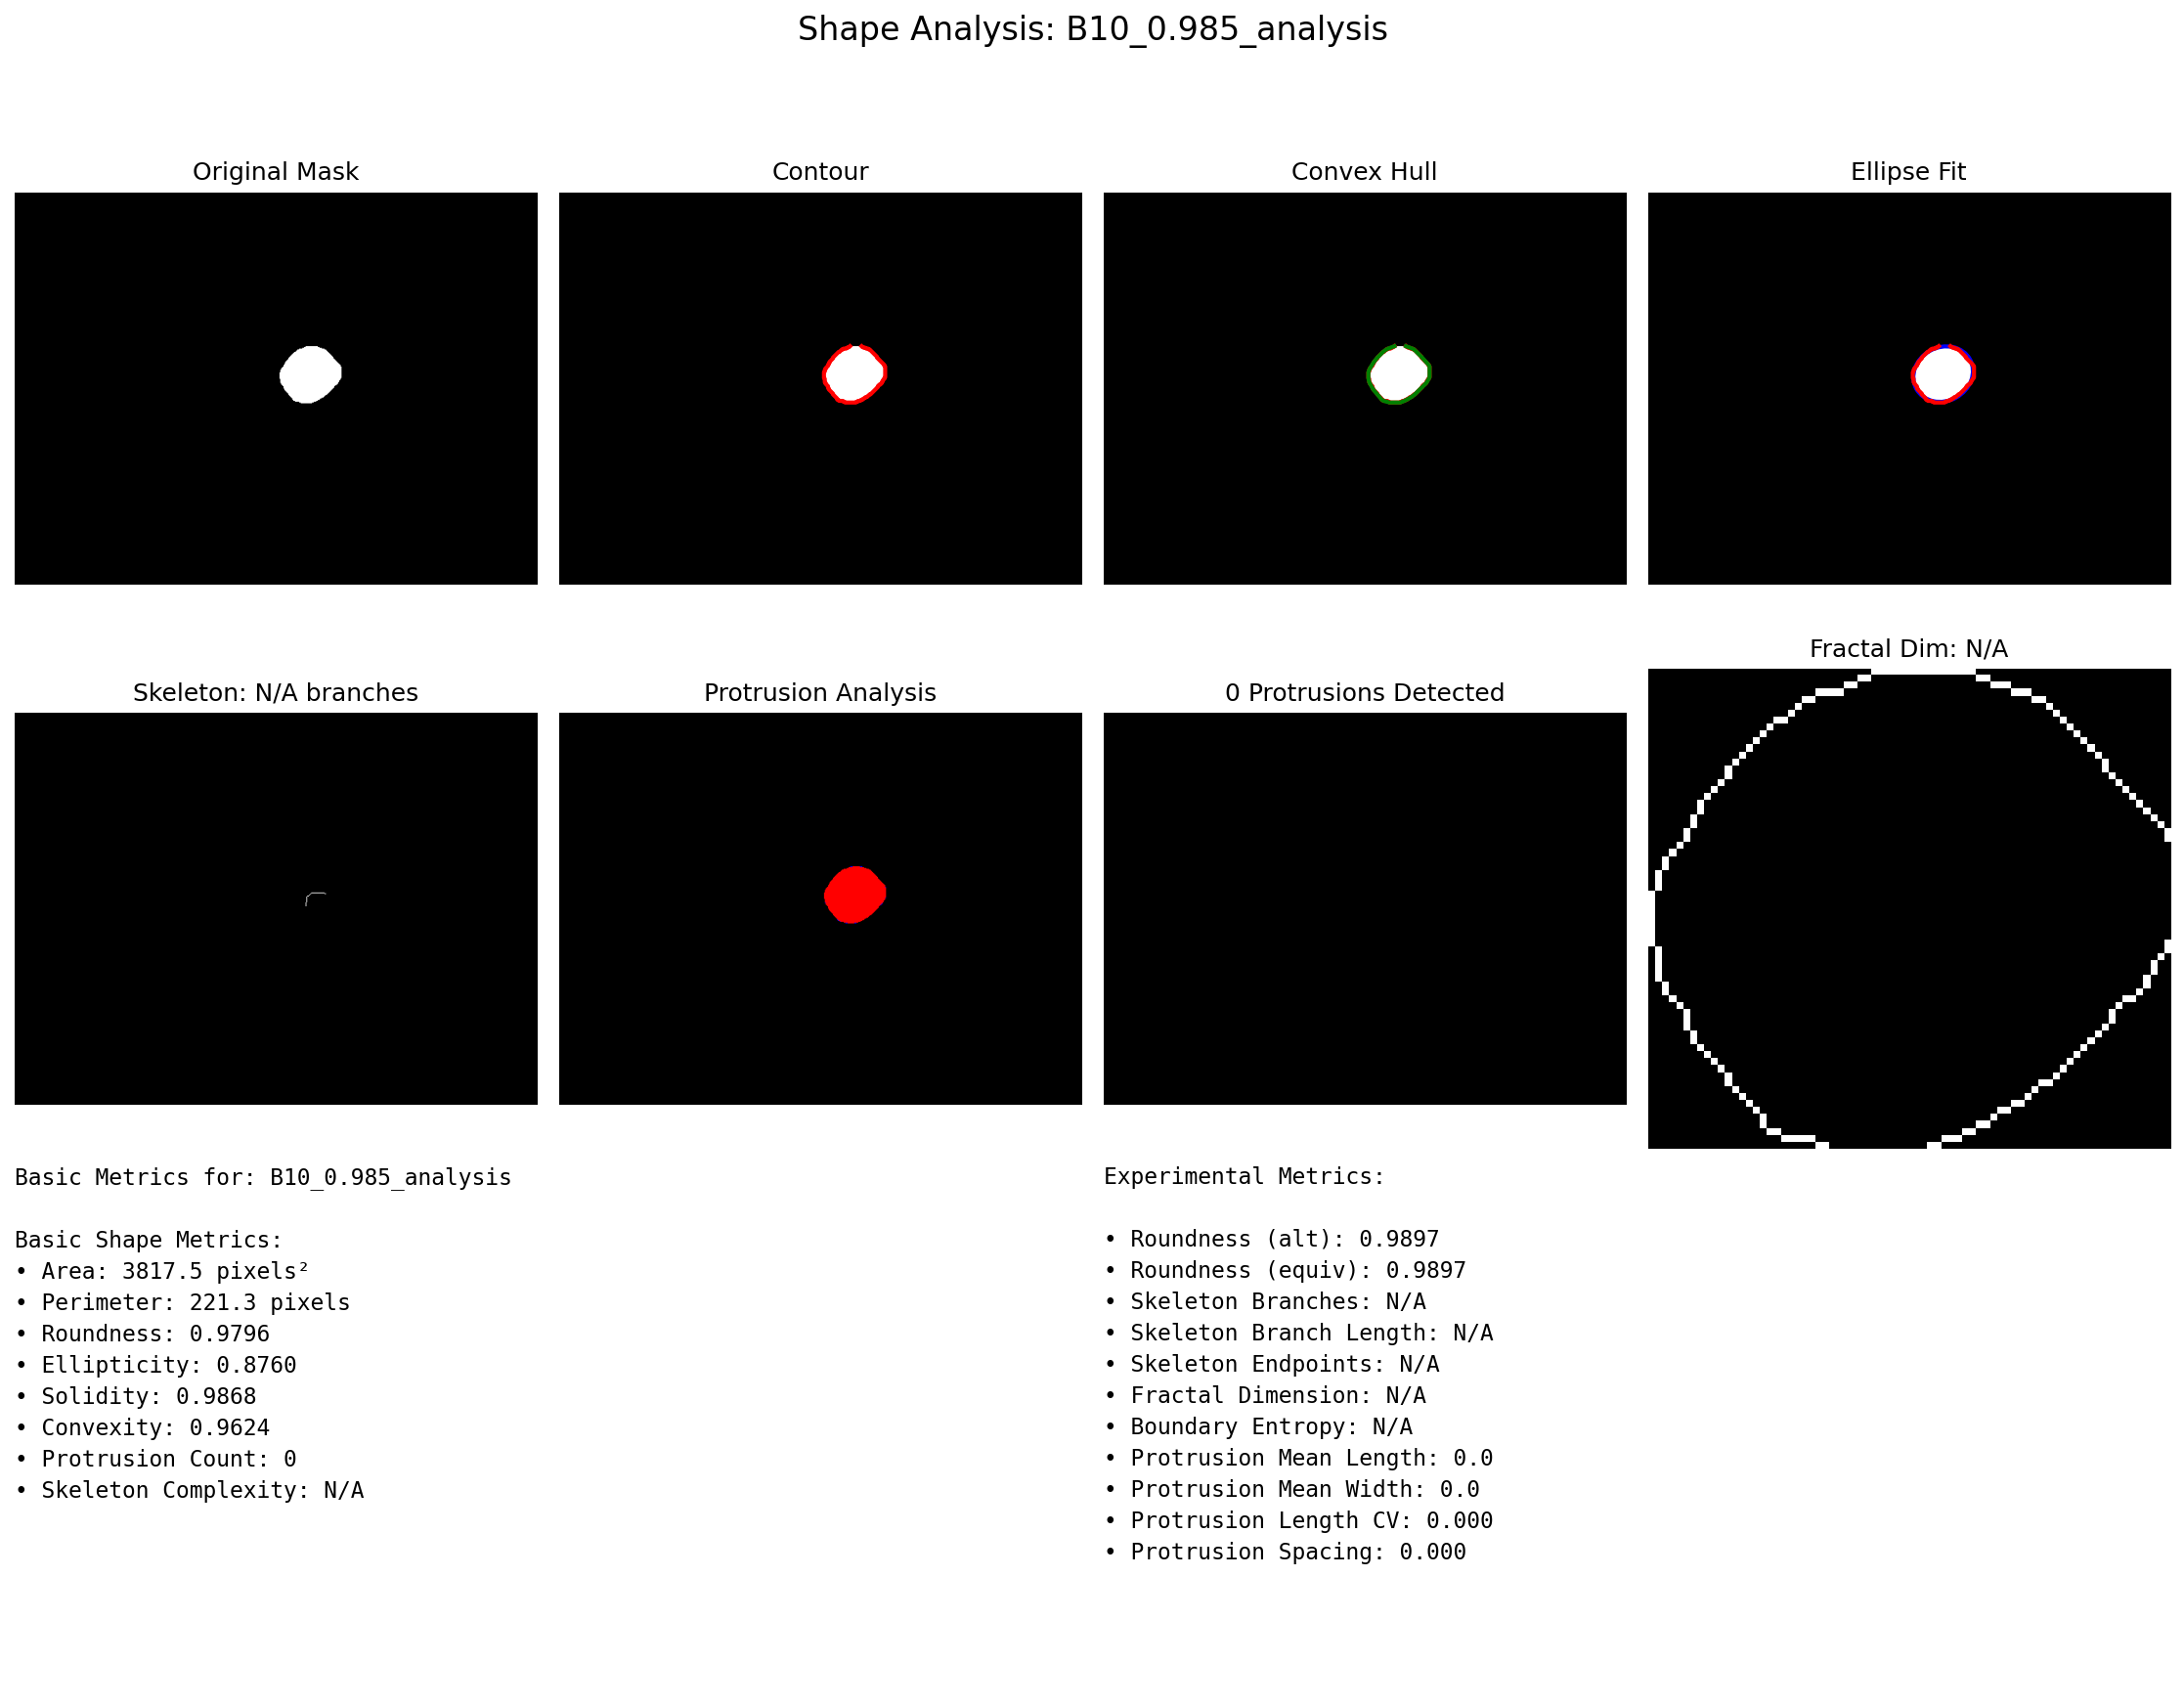 Shape Analysis: B10_0.985_analysis
Original Mask
Contour
Convex Hull
Ellipse Fit
Skeleton: N/A branches
Protrusion Analysis
0 Protrusions Detected
Fractal Dim: N/A
Basic Metrics for: B10_0.985_analysis
Basic Shape Metrics:
• Area: 3817.5 pixels²
• Perimeter: 221.3 pixels
• Roundness: 0.9796
• Ellipticity: 0.8760
• Solidity: 0.9868
• Convexity: 0.9624
• Protrusion Count: 0
• Skeleton Complexity: N/A
Experimental Metrics:
• Roundness (alt): 0.9897
• Roundness (equiv): 0.9897
• Skeleton Branches: N/A
• Skeleton Branch Length: N/A
• Skeleton Endpoints: N/A
• Fractal Dimension: N/A
• Boundary Entropy: N/A
• Protrusion Mean Length: 0.0
• Protrusion Mean Width: 0.0
• Protrusion Length CV: 0.000
• Protrusion Spacing: 0.000